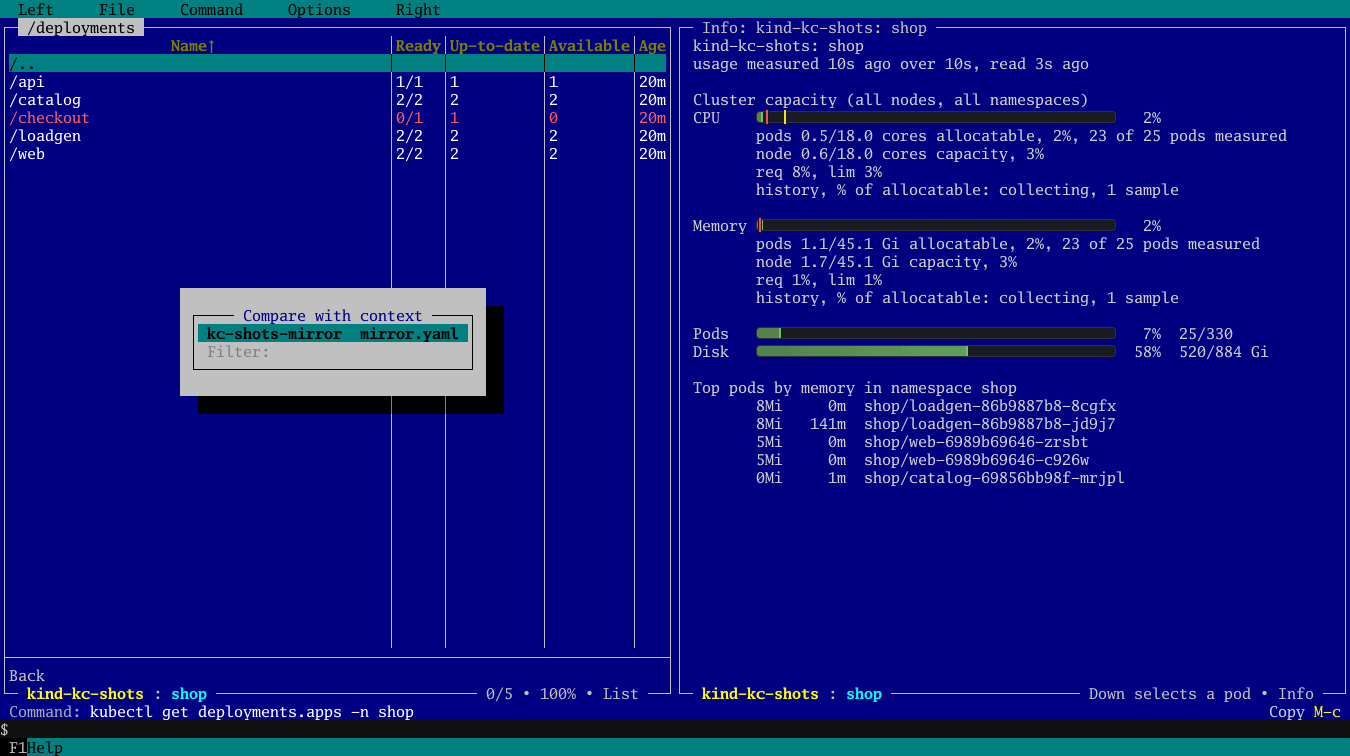 Left File Command Options Right
/deployments
Name↑ Ready Up-to-date Available Age
/..
/api 1/1 1 1 20m
/catalog 2/2 2 2 20m
/checkout 0/1 1 0 20m
/loadgen 2/2 2 2 20m
/web 2/2 2 2 20m
Compare with context
kc-shots-mirror mirror.yaml
Filter:
Back
kind-kc-shots : shop 0/5 • 100% • List
Info: kind-kc-shots: shop
kind-kc-shots: shop
usage measured 10s ago over 10s, read 3s ago
Cluster capacity (all nodes, all namespaces)
CPU 2%
pods 0.5/18.0 cores allocatable, 2%, 23 of 25 pods measured
node 0.6/18.0 cores capacity, 3%
req 8%, lim 3%
history, % of allocatable: collecting, 1 sample
Memory 2%
pods 1.1/45.1 Gi allocatable, 2%, 23 of 25 pods measured
node 1.7/45.1 Gi capacity, 3%
req 1%, lim 1%
history, % of allocatable: collecting, 1 sample
Pods 7% 25/330
Disk 58% 520/884 Gi
Top pods by memory in namespace shop
8Mi 0m shop/loadgen-86b9887b8-8cgfx
8Mi 141m shop/loadgen-86b9887b8-jd9j7
5Mi 0m shop/web-6989b69646-zrsbt
5Mi 0m shop/web-6989b69646-c926w
0Mi 1m shop/catalog-69856bb98f-mrjpl
kind-kc-shots : shop Down selects a pod • Info
Command: kubectl get deployments.apps -n shop Copy M-c
$
F1Help